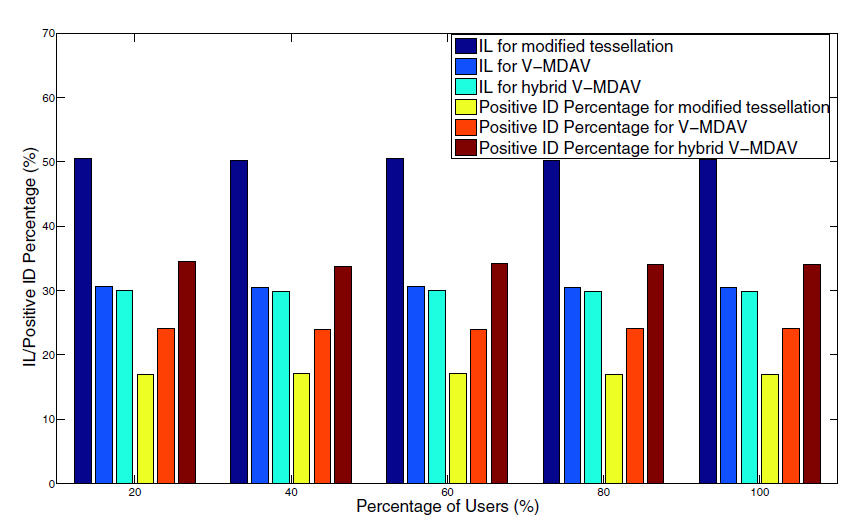 70
60
50
40
30
20
10
0
IL/Positive ID Percentage (%)
IL for modified tessellation
IL for V−MDAV
IL for hybrid V−MDAV
Positive ID Percentage for modified tessellation
Positive ID Percentage for V−MDAV
Positive ID Percentage for hybrid V−MDAV
20 40 60 80 100
Percentage of Users (%)